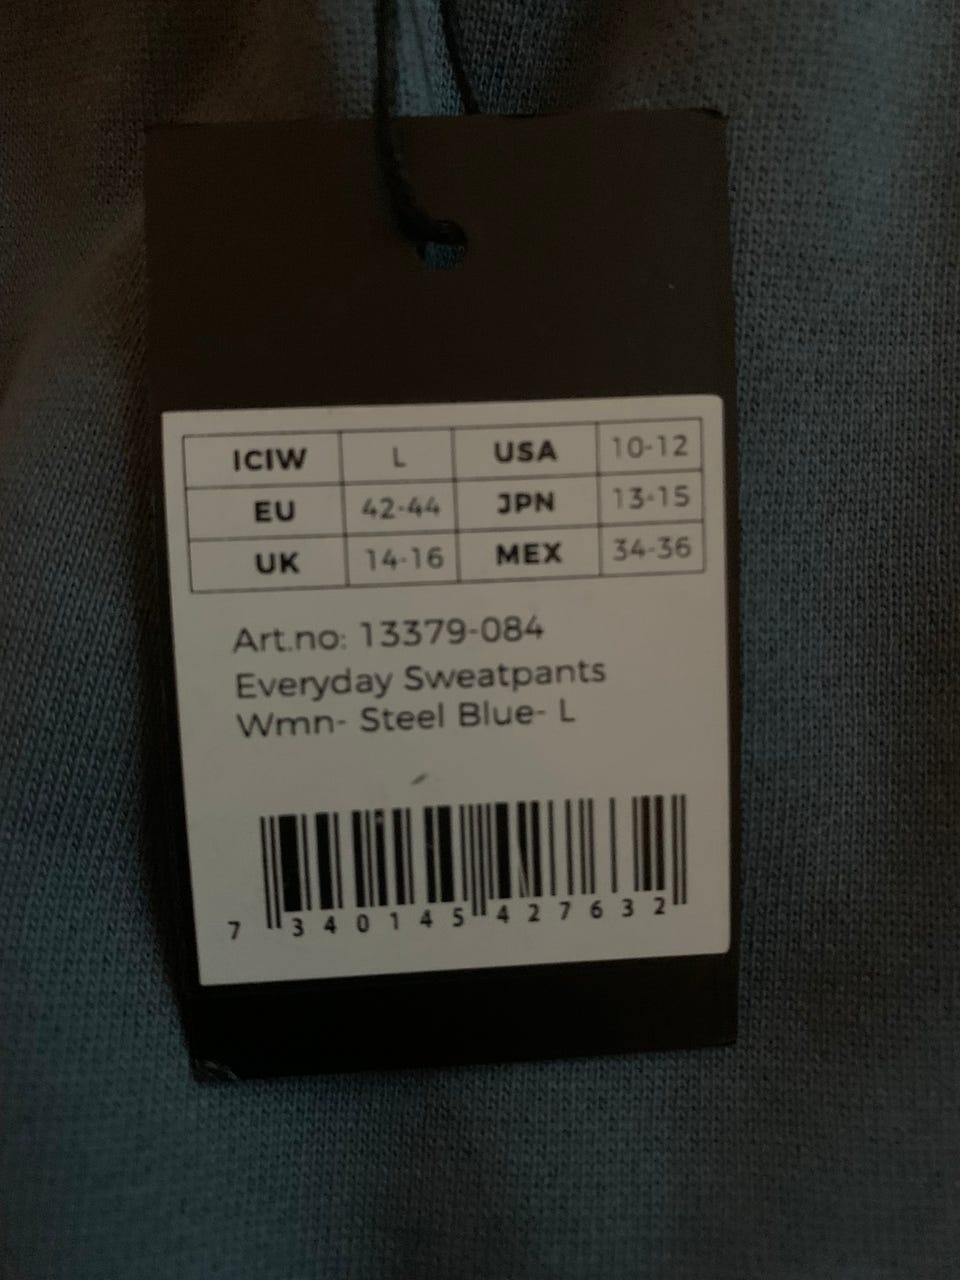 ICIW L USA 10-12
EU 42-44 JPN 13-15
UK 14-16 MEX 34-36
Art.no: 13379-084
Everyday Sweatpants
Wmn- Steel Blue- L
7 340145 427632